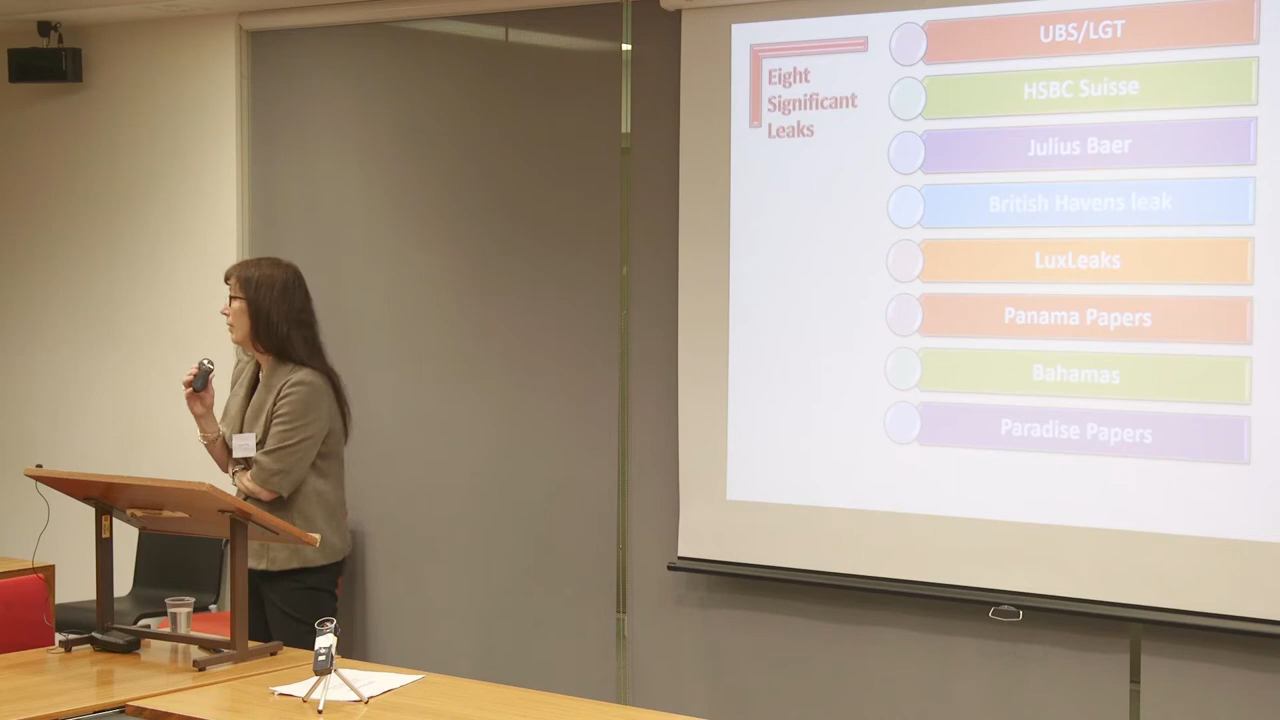 Eight
Significant
Leaks
UBS/LGT
HSBC Suisse
Julius Baer
British Havens leak
LuxLeaks
Panama Papers
Bahamas
Paradise Papers